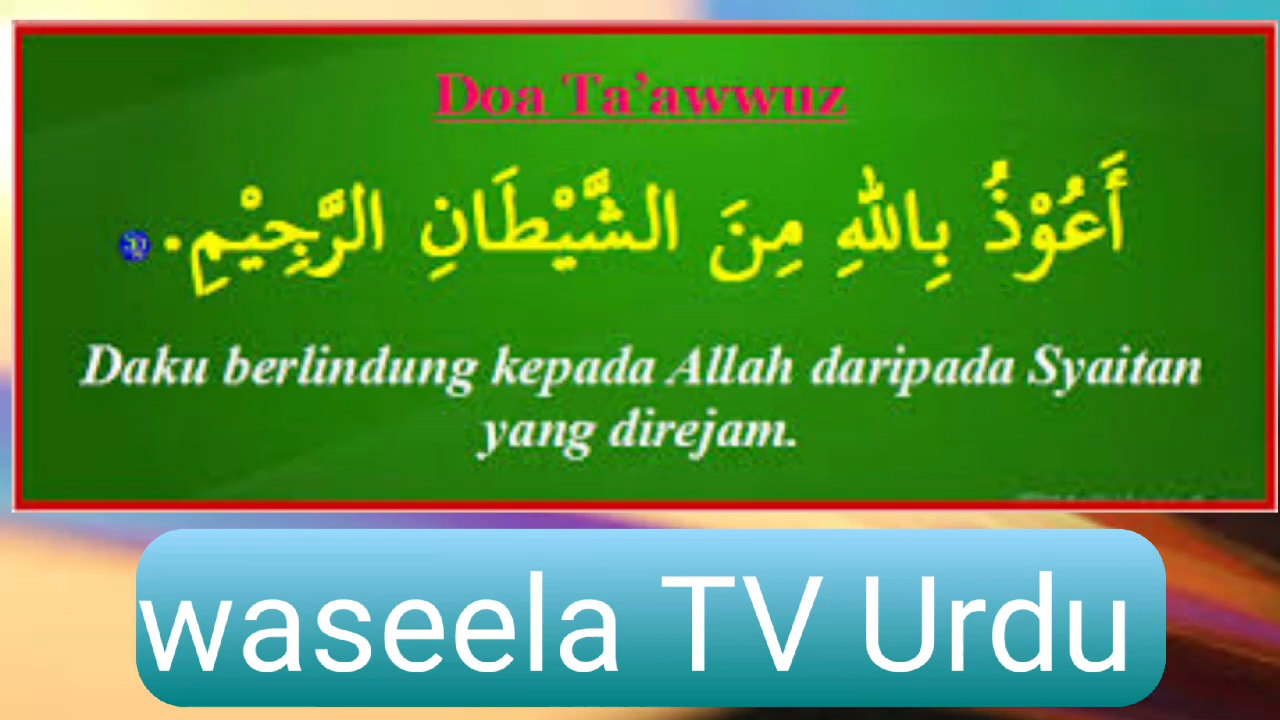 Doa Ta'awwuz
أَعُوْذُ بِاللهِ مِنَ الشَّيْطَانِ الرَّجِيْمِ.
Daku berlindung kepada Allah daripada Syaitan
yang direjam.
waseela TV Urdu